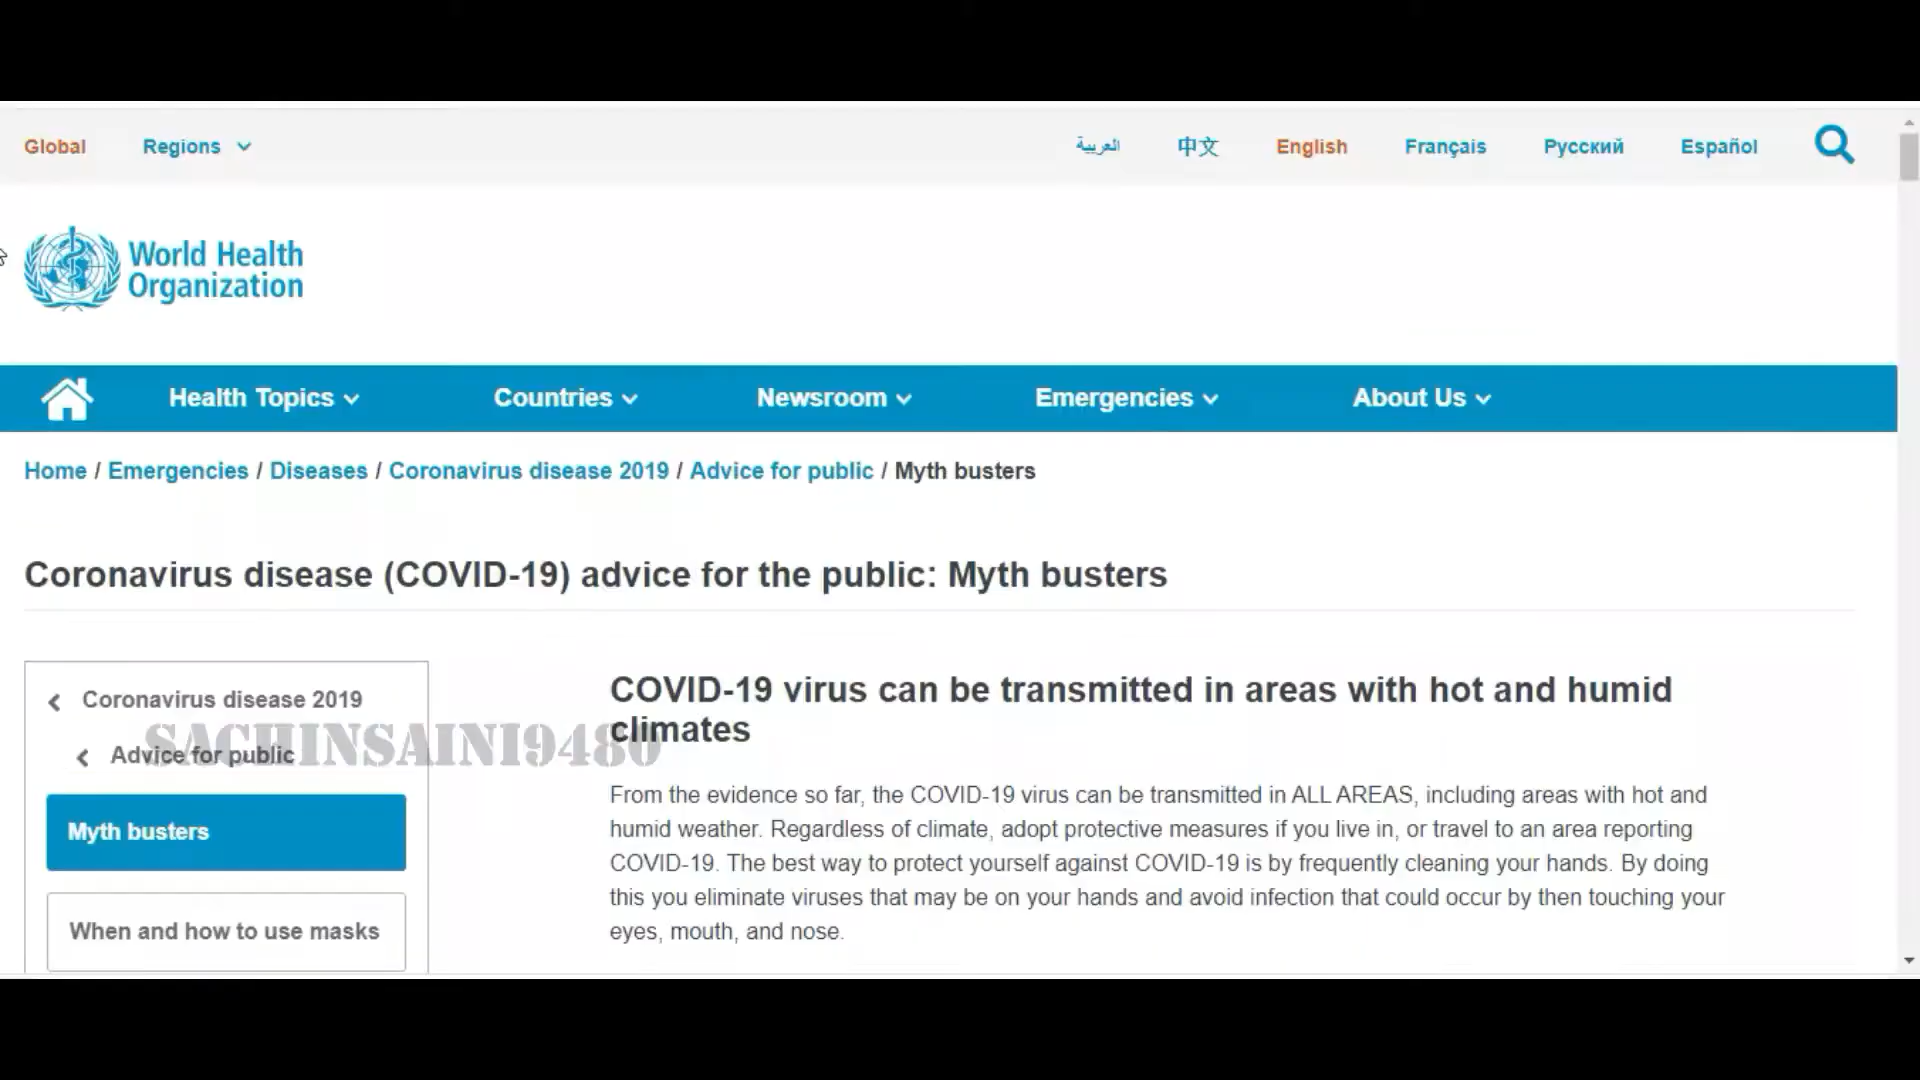 Global Regions العربية 中文 English Français Русский Español
World Health
Organization
Health Topics Countries Newsroom Emergencies About Us
Home / Emergencies / Diseases / Coronavirus disease 2019 / Advice for public / Myth busters
Coronavirus disease (COVID-19) advice for the public: Myth busters
Coronavirus disease 2019
Advice for public
SACHINSAINI9480
Myth busters
When and how to use masks
COVID-19 virus can be transmitted in areas with hot and humid
climates
From the evidence so far, the COVID-19 virus can be transmitted in ALL AREAS, including areas with hot and
humid weather. Regardless of climate, adopt protective measures if you live in, or travel to an area reporting
COVID-19. The best way to protect yourself against COVID-19 is by frequently cleaning your hands. By doing
this you eliminate viruses that may be on your hands and avoid infection that could occur by then touching your
eyes, mouth, and nose.